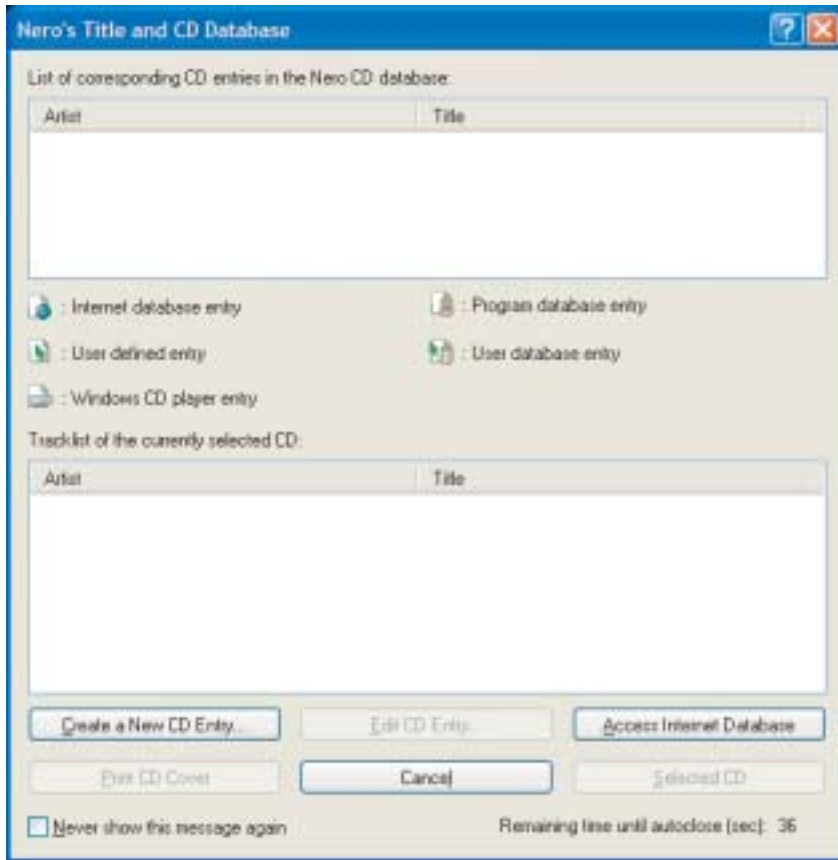 Nero's Title and CD Database
List of corresponding CD entries in the Nero CD database:
Artist Title
: Internet database entry : Program database entry
: User defined entry : User database entry
: Windows CD player entry
Tracklist of the currently selected CD:
Artist Title
Create a New CD Entry... Edit CD Entry... Access Internet Database
Print CD Cover Cancel Selected CD
Never show this message again Remaining time until autoclose (sec): 36